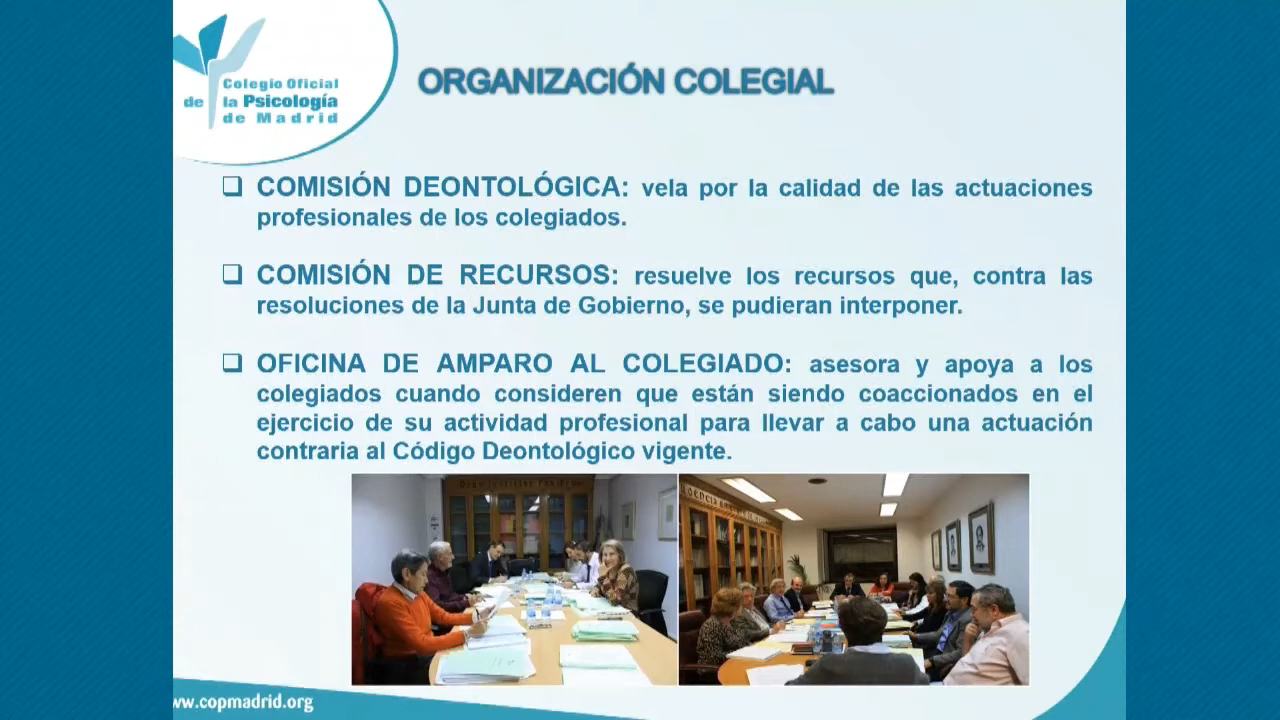 Colegio Oficial
de la Psicología
de Madrid
ORGANIZACIÓN COLEGIAL
COMISIÓN DEONTOLÓGICA: vela por la calidad de las actuaciones
profesionales de los colegiados.
COMISIÓN DE RECURSOS: resuelve los recursos que, contra las
resoluciones de la Junta de Gobierno, se pudieran interponer.
OFICINA DE AMPARO AL COLEGIADO: asesora y apoya a los
colegiados cuando consideren que están siendo coaccionados en el
ejercicio de su actividad profesional para llevar a cabo una actuación
contraria al Código Deontológico vigente.
ww.copmadrid.org